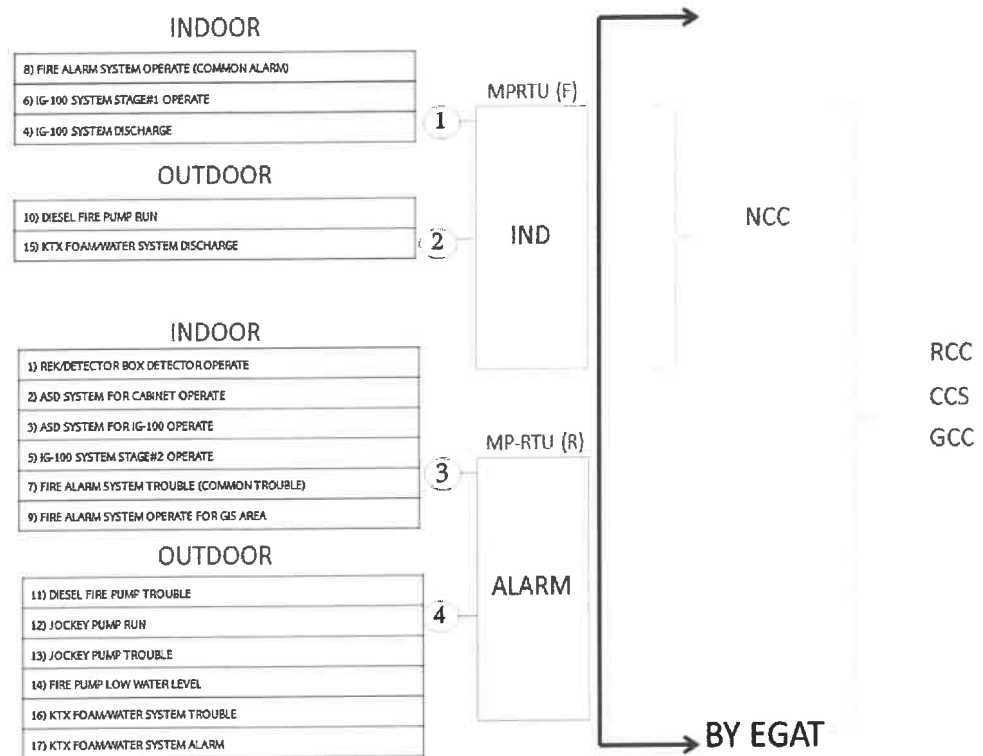 INDOOR
8) FIRE ALARM SYSTEM OPERATE (COMMON ALARM)
6) IG-100 SYSTEM STAGE#1 OPERATE
4) IG-100 SYSTEM DISCHARGE
1
MPRTU (F)
OUTDOOR
10) DIESEL FIRE PUMP RUN
15) KTX FOAM/WATER SYSTEM DISCHARGE
2
IND
NCC
INDOOR
1) REK/DETECTOR BOX DETECTOR OPERATE
2) ASD SYSTEM FOR CABINET OPERATE
3) ASD SYSTEM FOR IG-100 OPERATE
5) IG-100 SYSTEM STAGE#2 OPERATE
7) FIRE ALARM SYSTEM TROUBLE (COMMON TROUBLE)
9) FIRE ALARM SYSTEM OPERATE FOR GIS AREA
3
MP-RTU (R)
RCC
CCS
GCC
OUTDOOR
11) DIESEL FIRE PUMP TROUBLE
12) JOCKEY PUMP RUN
13) JOCKEY PUMP TROUBLE
14) FIRE PUMP LOW WATER LEVEL
16) KTX FOAM/WATER SYSTEM TROUBLE
17) KTX FOAM/WATER SYSTEM ALARM
4
ALARM
BY EGAT